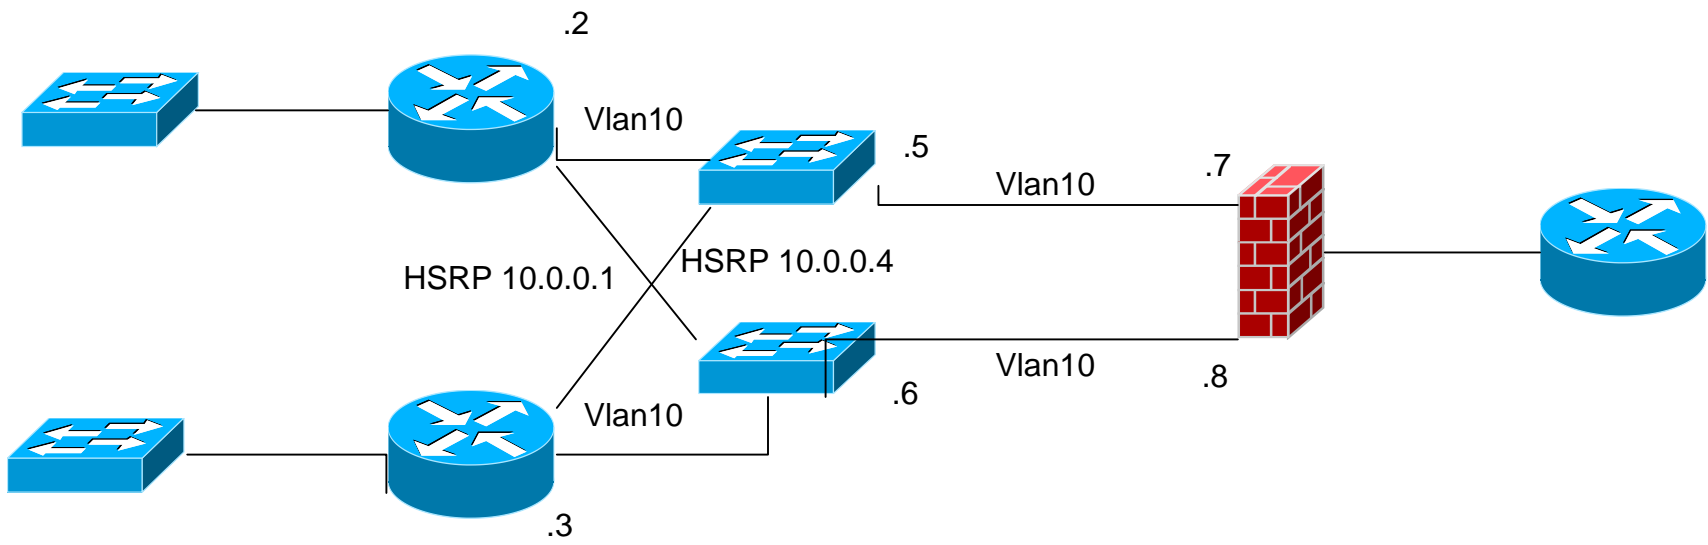 .2
Vlan10
.5
.7
Vlan10
HSRP 10.0.0.1
HSRP 10.0.0.4
Vlan10
.8
.6
Vlan10
.3